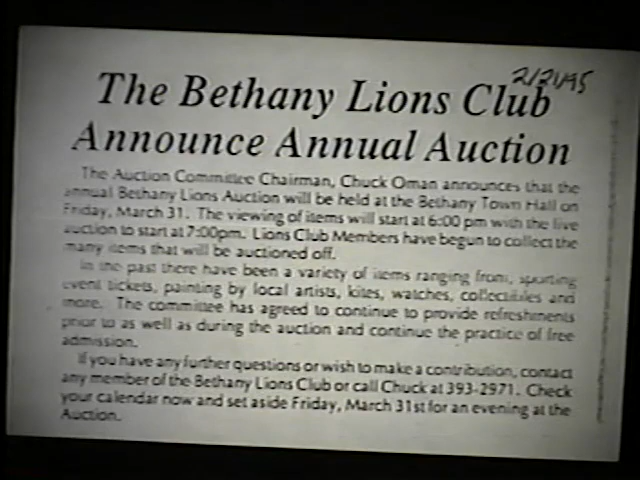 2/21/95
The Bethany Lions Club
Announce Annual Auction
The Auction Committee Chairman, Chuck Oman announces that the
annual Bethany Lions Auction will be held at the Bethany Town Hall on
Friday, March 31. The viewing of items will start at 6:00 pm with the live
auction to start at 7:00pm. Lions Club Members have begun to collect the
many items that will be auctioned off.
In the past there have been a variety of items ranging from, sporting
event tickets, painting by local artists, kites, watches, collectibles and
more. The committee has agreed to continue to provide refreshments
prior to as well as during the auction and continue the practice of free
admission.
If you have any further questions or wish to make a contribution, contact
any member of the Bethany Lions Club or call Chuck at 393-2971. Check
your calendar now and set aside Friday, March 31st for an evening at the
Auction.